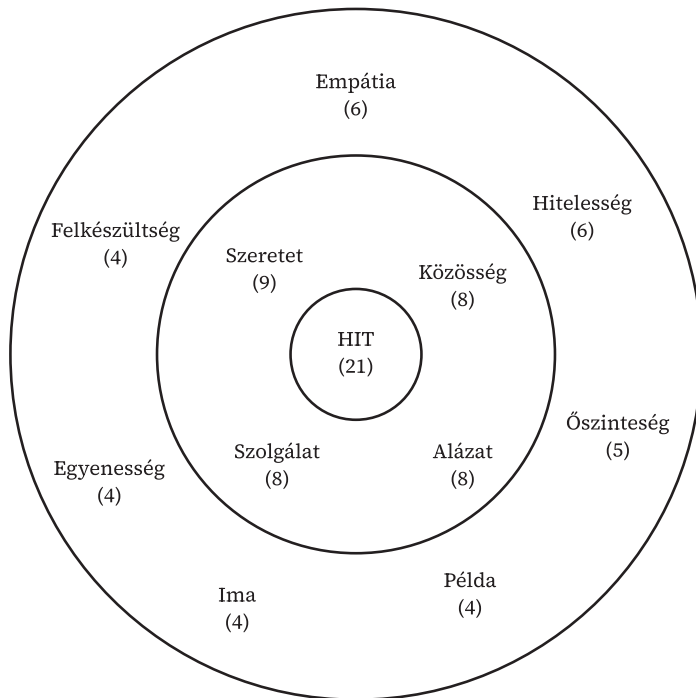 Empátia
(6)
Hitelesség
(6)
Felkészültség
(4)
Szeretet
(9)
Közösség
(8)
HIT
(21)
Őszinteség
(5)
Szolgálat
(8)
Alázat
(8)
Egyenesség
(4)
Példa
(4)
Ima
(4)